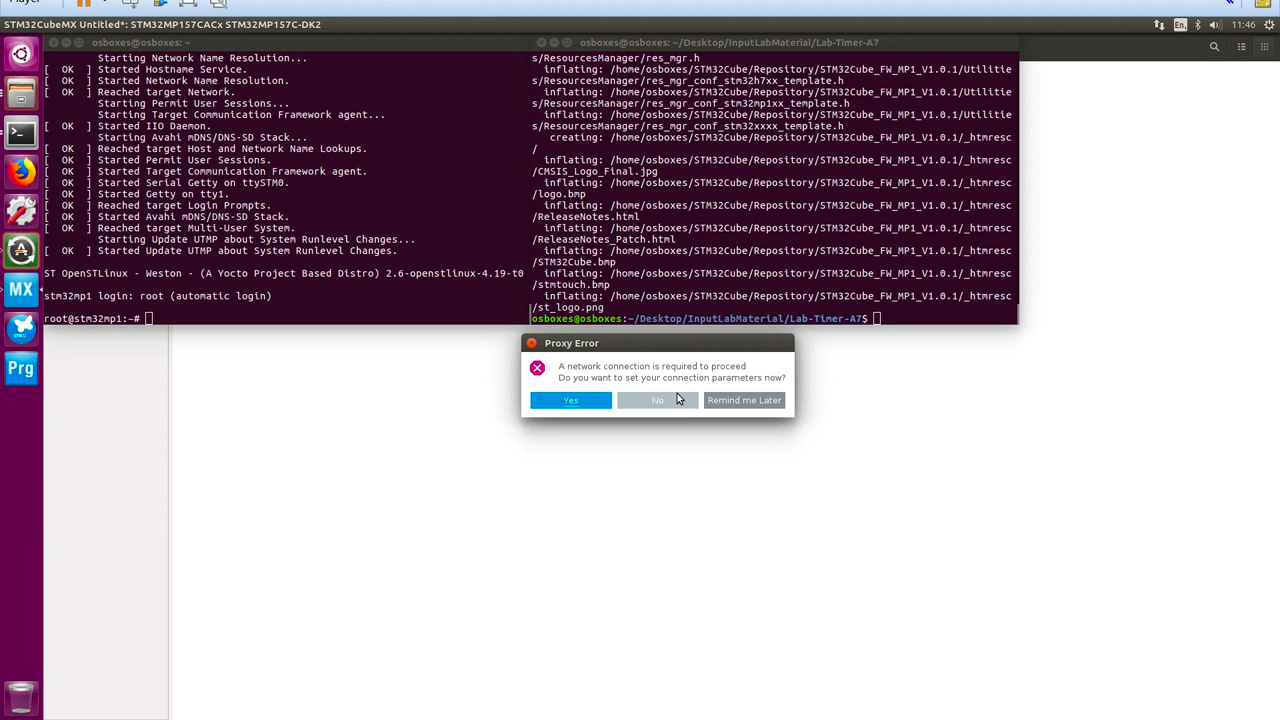 Player
STM32CubeMX Untitled*: STM32MP157CACx STM32MP157C-DK2
En
11:46
osboxes@osboxes: ~
Starting Network Name Resolution...
[  OK  ] Started Hostname Service.
[  OK  ] Started Network Name Resolution.
[  OK  ] Reached target Network.
Starting Permit User Sessions...
Starting Target Communication Framework agent...
[  OK  ] Started IIO Daemon.
Starting Avahi mDNS/DNS-SD Stack...
[  OK  ] Reached target Host and Network Name Lookups.
[  OK  ] Started Permit User Sessions.
[  OK  ] Started Target Communication Framework agent.
[  OK  ] Started Serial Getty on ttySTM0.
[  OK  ] Started Getty on tty1.
[  OK  ] Reached target Login Prompts.
[  OK  ] Started Avahi mDNS/DNS-SD Stack.
[  OK  ] Reached target Multi-User System.
Starting Update UTMP about System Runlevel Changes...
[  OK  ] Started Update UTMP about System Runlevel Changes.
ST OpenSTLinux - Weston - (A Yocto Project Based Distro) 2.6-openstlinux-4.19-t0
stm32mp1 login: root (automatic login)
root@stm32mp1:~#
osboxes@osboxes: ~/Desktop/InputLabMaterial/Lab-Timer-A7
s/ResourcesManager/res_mgr.h
inflating: /home/osboxes/STM32Cube/Repository/STM32Cube_FW_MP1_V1.0.1/Utilitie
s/ResourcesManager/res_mgr_conf_stm32h7xx_template.h
inflating: /home/osboxes/STM32Cube/Repository/STM32Cube_FW_MP1_V1.0.1/Utilitie
s/ResourcesManager/res_mgr_conf_stm32mp1xx_template.h
inflating: /home/osboxes/STM32Cube/Repository/STM32Cube_FW_MP1_V1.0.1/Utilitie
s/ResourcesManager/res_mgr_conf_stm32xxxx_template.h
creating: /home/osboxes/STM32Cube/Repository/STM32Cube_FW_MP1_V1.0.1/_htmresc
/
inflating: /home/osboxes/STM32Cube/Repository/STM32Cube_FW_MP1_V1.0.1/_htmresc
/CMSIS_Logo_Final.jpg
inflating: /home/osboxes/STM32Cube/Repository/STM32Cube_FW_MP1_V1.0.1/_htmresc
/logo.bmp
inflating: /home/osboxes/STM32Cube/Repository/STM32Cube_FW_MP1_V1.0.1/_htmresc
/ReleaseNotes.html
inflating: /home/osboxes/STM32Cube/Repository/STM32Cube_FW_MP1_V1.0.1/_htmresc
/ReleaseNotes_Patch.html
inflating: /home/osboxes/STM32Cube/Repository/STM32Cube_FW_MP1_V1.0.1/_htmresc
/STM32Cube.bmp
inflating: /home/osboxes/STM32Cube/Repository/STM32Cube_FW_MP1_V1.0.1/_htmresc
/stmtouch.bmp
inflating: /home/osboxes/STM32Cube/Repository/STM32Cube_FW_MP1_V1.0.1/_htmresc
/st_logo.png
osboxes@osboxes:~/Desktop/InputLabMaterial/Lab-Timer-A7$
MX
Prg
Proxy Error
A network connection is required to proceed
Do you want to set your connection parameters now?
Yes
No
Remind me Later